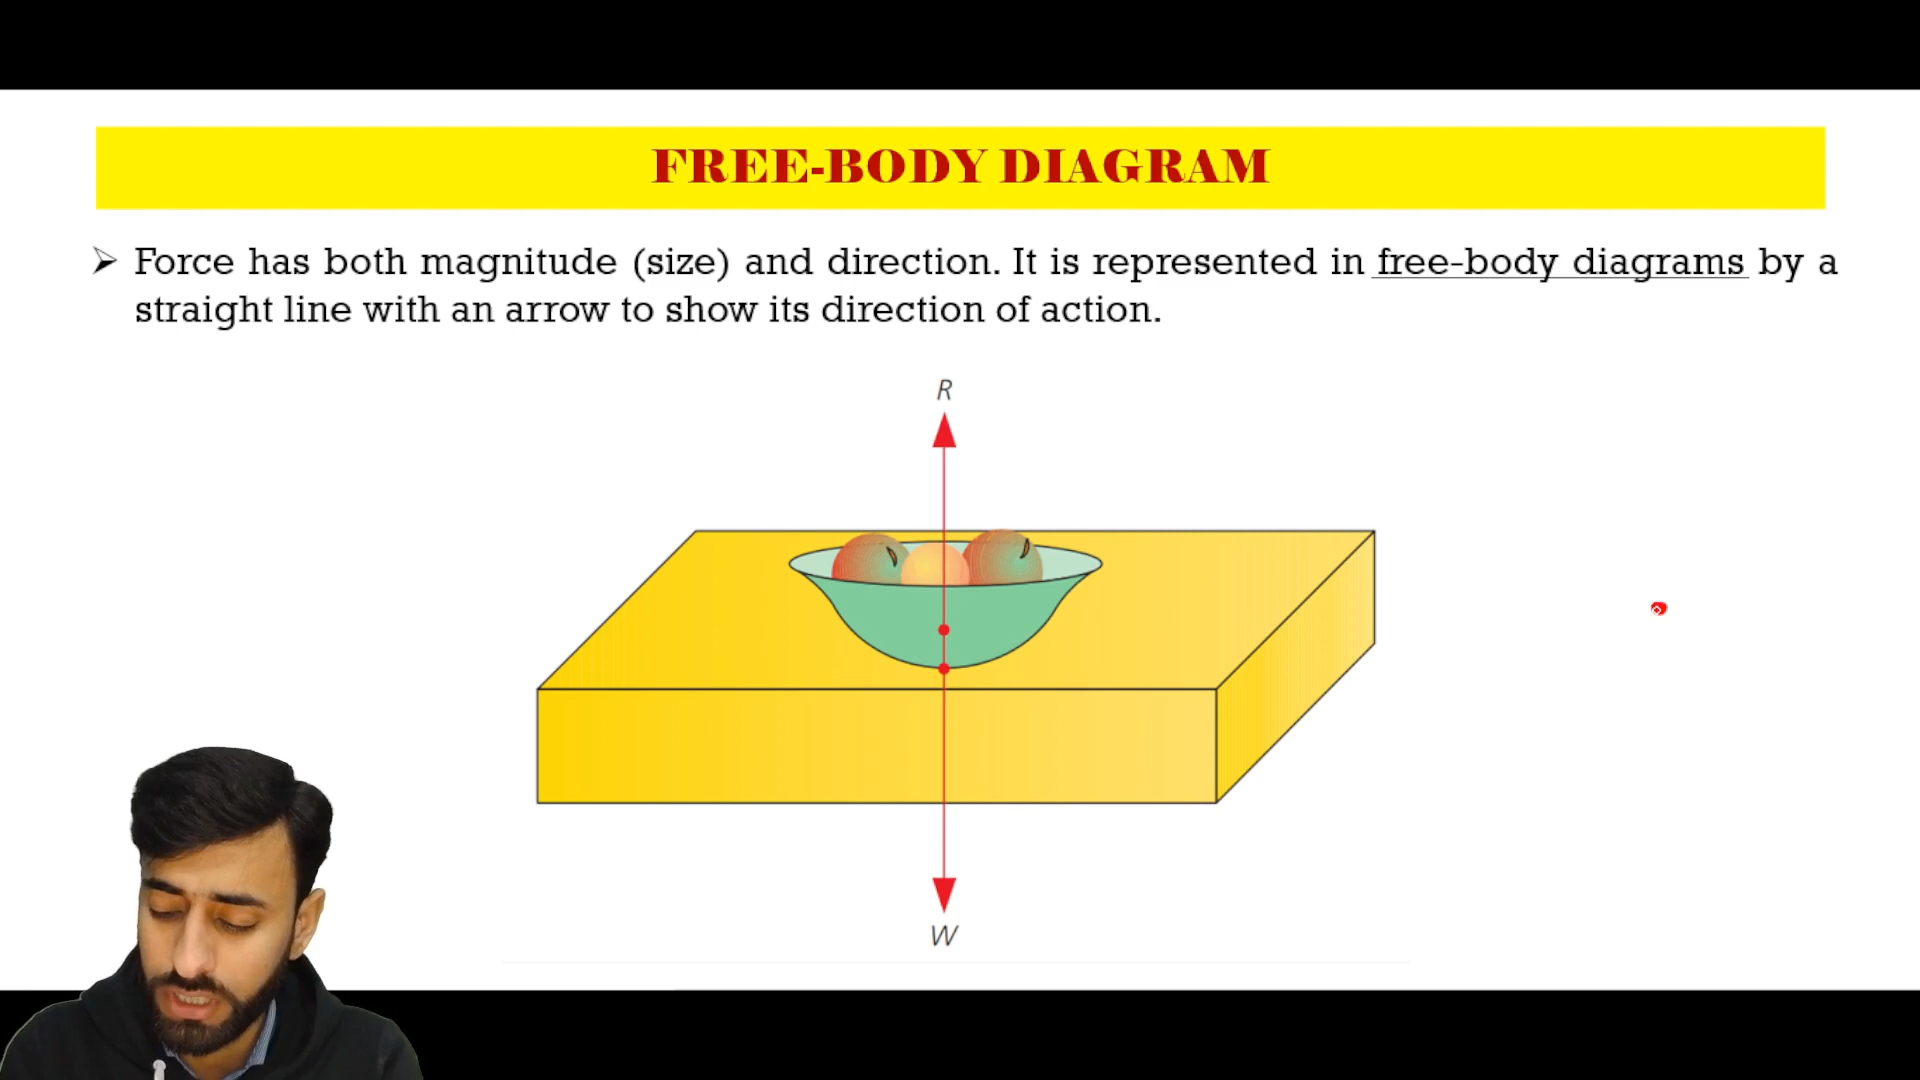 FREE-BODY DIAGRAM
➢ Force has both magnitude (size) and direction. It is represented in free-body diagrams by a
straight line with an arrow to show its direction of action.
R
W